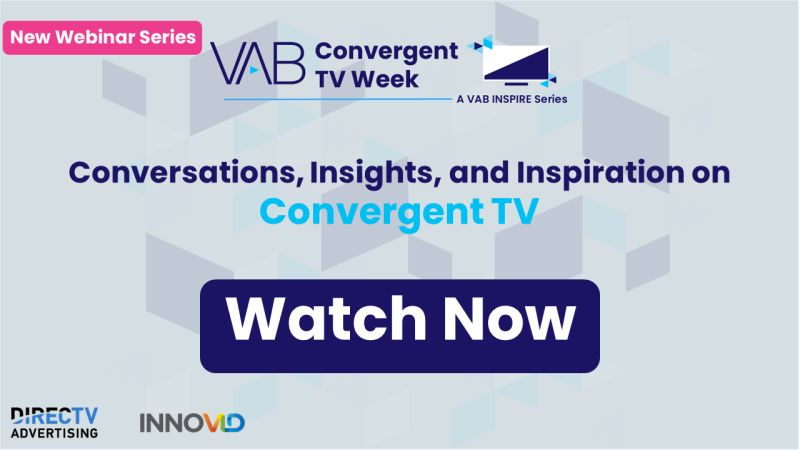 New Webinar Series
VAB Convergent
TV Week
A VAB INSPIRE Series
Conversations, Insights, and Inspiration on
Convergent TV
Watch Now
DIRECTV
ADVERTISING
INNOVID